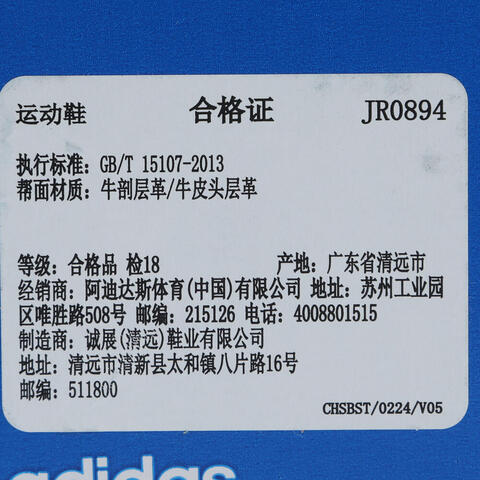 运动鞋 合格证 JR0894
执行标准: GB/T 15107-2013
帮面材质: 牛剖层革/牛皮头层革
等级: 合格品 检18 产地: 广东省清远市
经销商: 阿迪达斯体育(中国)有限公司 地址: 苏州工业园
区唯胜路508号 邮编: 215126 电话: 4008801515
制造商: 诚展(清远)鞋业有限公司
地址: 清远市清新县太和镇八片路16号
邮编: 511800
CHSBST/0224/V05
adidas